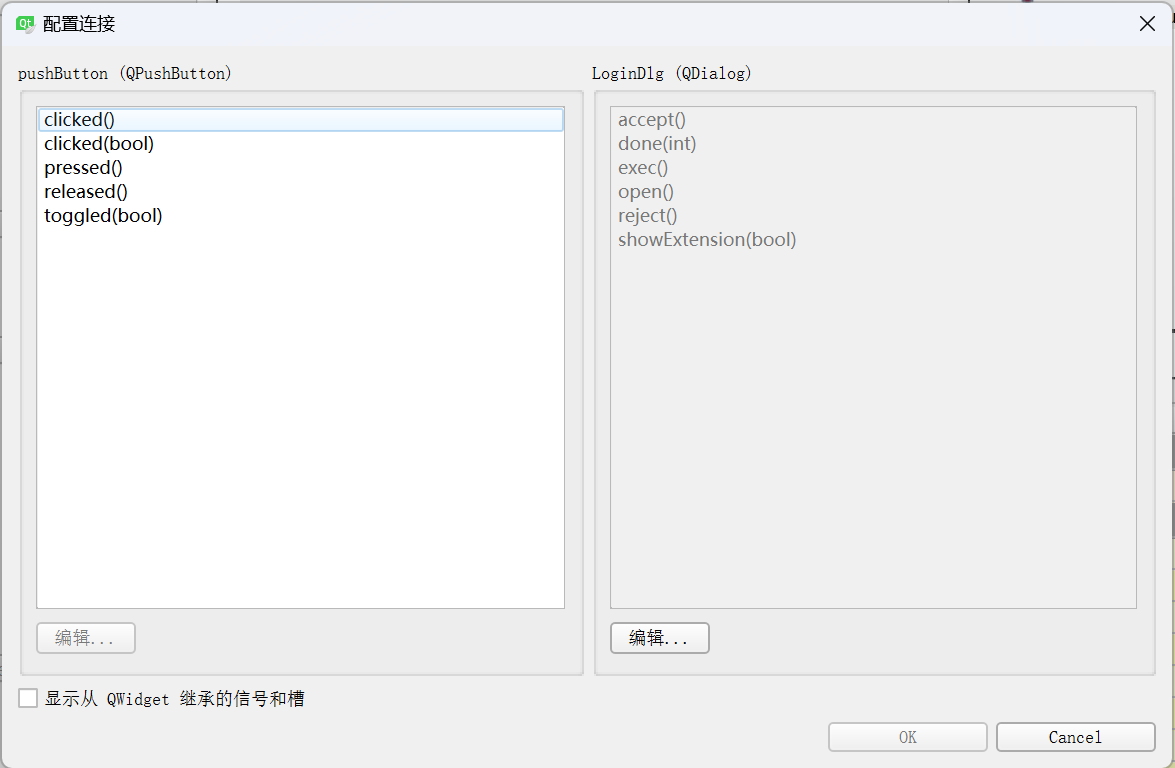 配置连接
pushButton (QPushButton)
clicked()
clicked(bool)
pressed()
released()
toggled(bool)
编辑...
LoginDlg (QDialog)
accept()
done(int)
exec()
open()
reject()
showExtension(bool)
编辑...
显示从 QWidget 继承的信号和槽
OK
Cancel